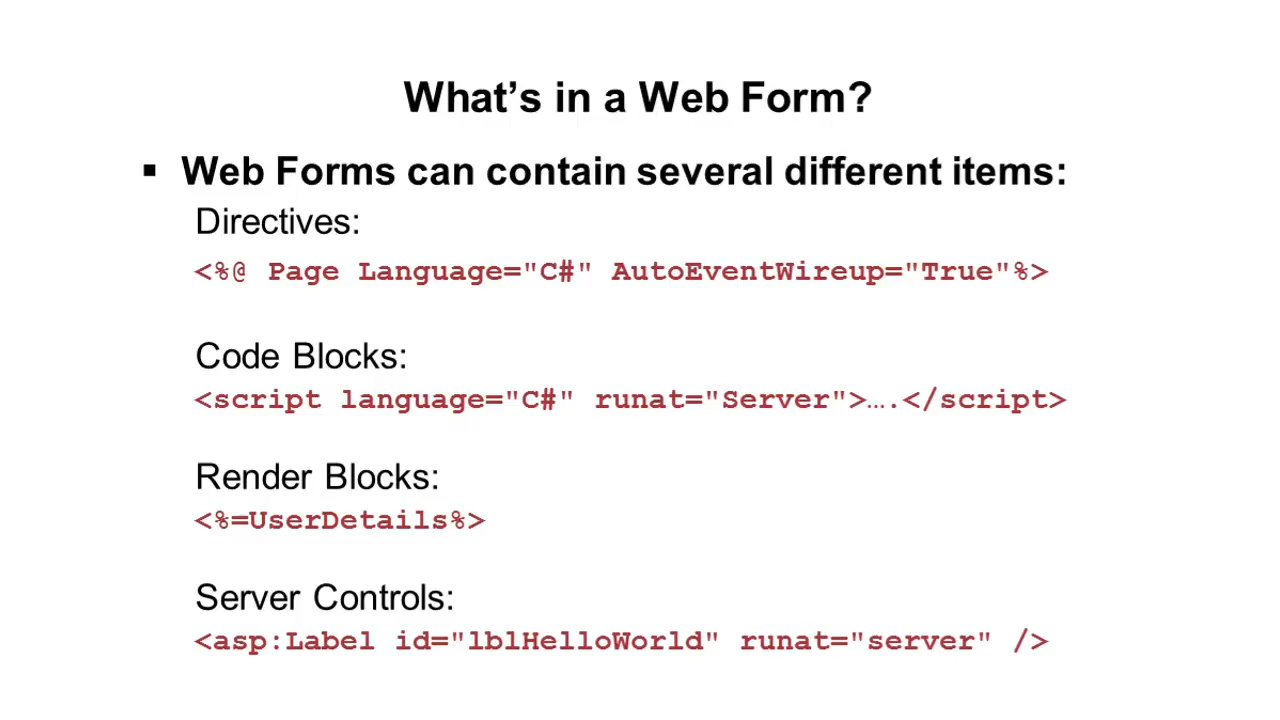 What’s in a Web Form?
▪ Web Forms can contain several different items:
Directives:
<%@ Page Language="C#" AutoEventWireup="True"%>
Code Blocks:
<script language="C#" runat="Server">….</script>
Render Blocks:
<%=UserDetails%>
Server Controls:
<asp:Label id="lblHelloWorld" runat="server" />